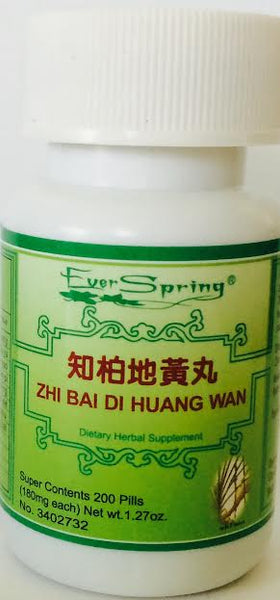 Ever Spring®
知柏地黃丸
ZHI BAI DI HUANG WAN
Dietary Herbal Supplement
Super Contents 200 Pills
(180mg each) Net wt.1.27oz.
No. 3402732